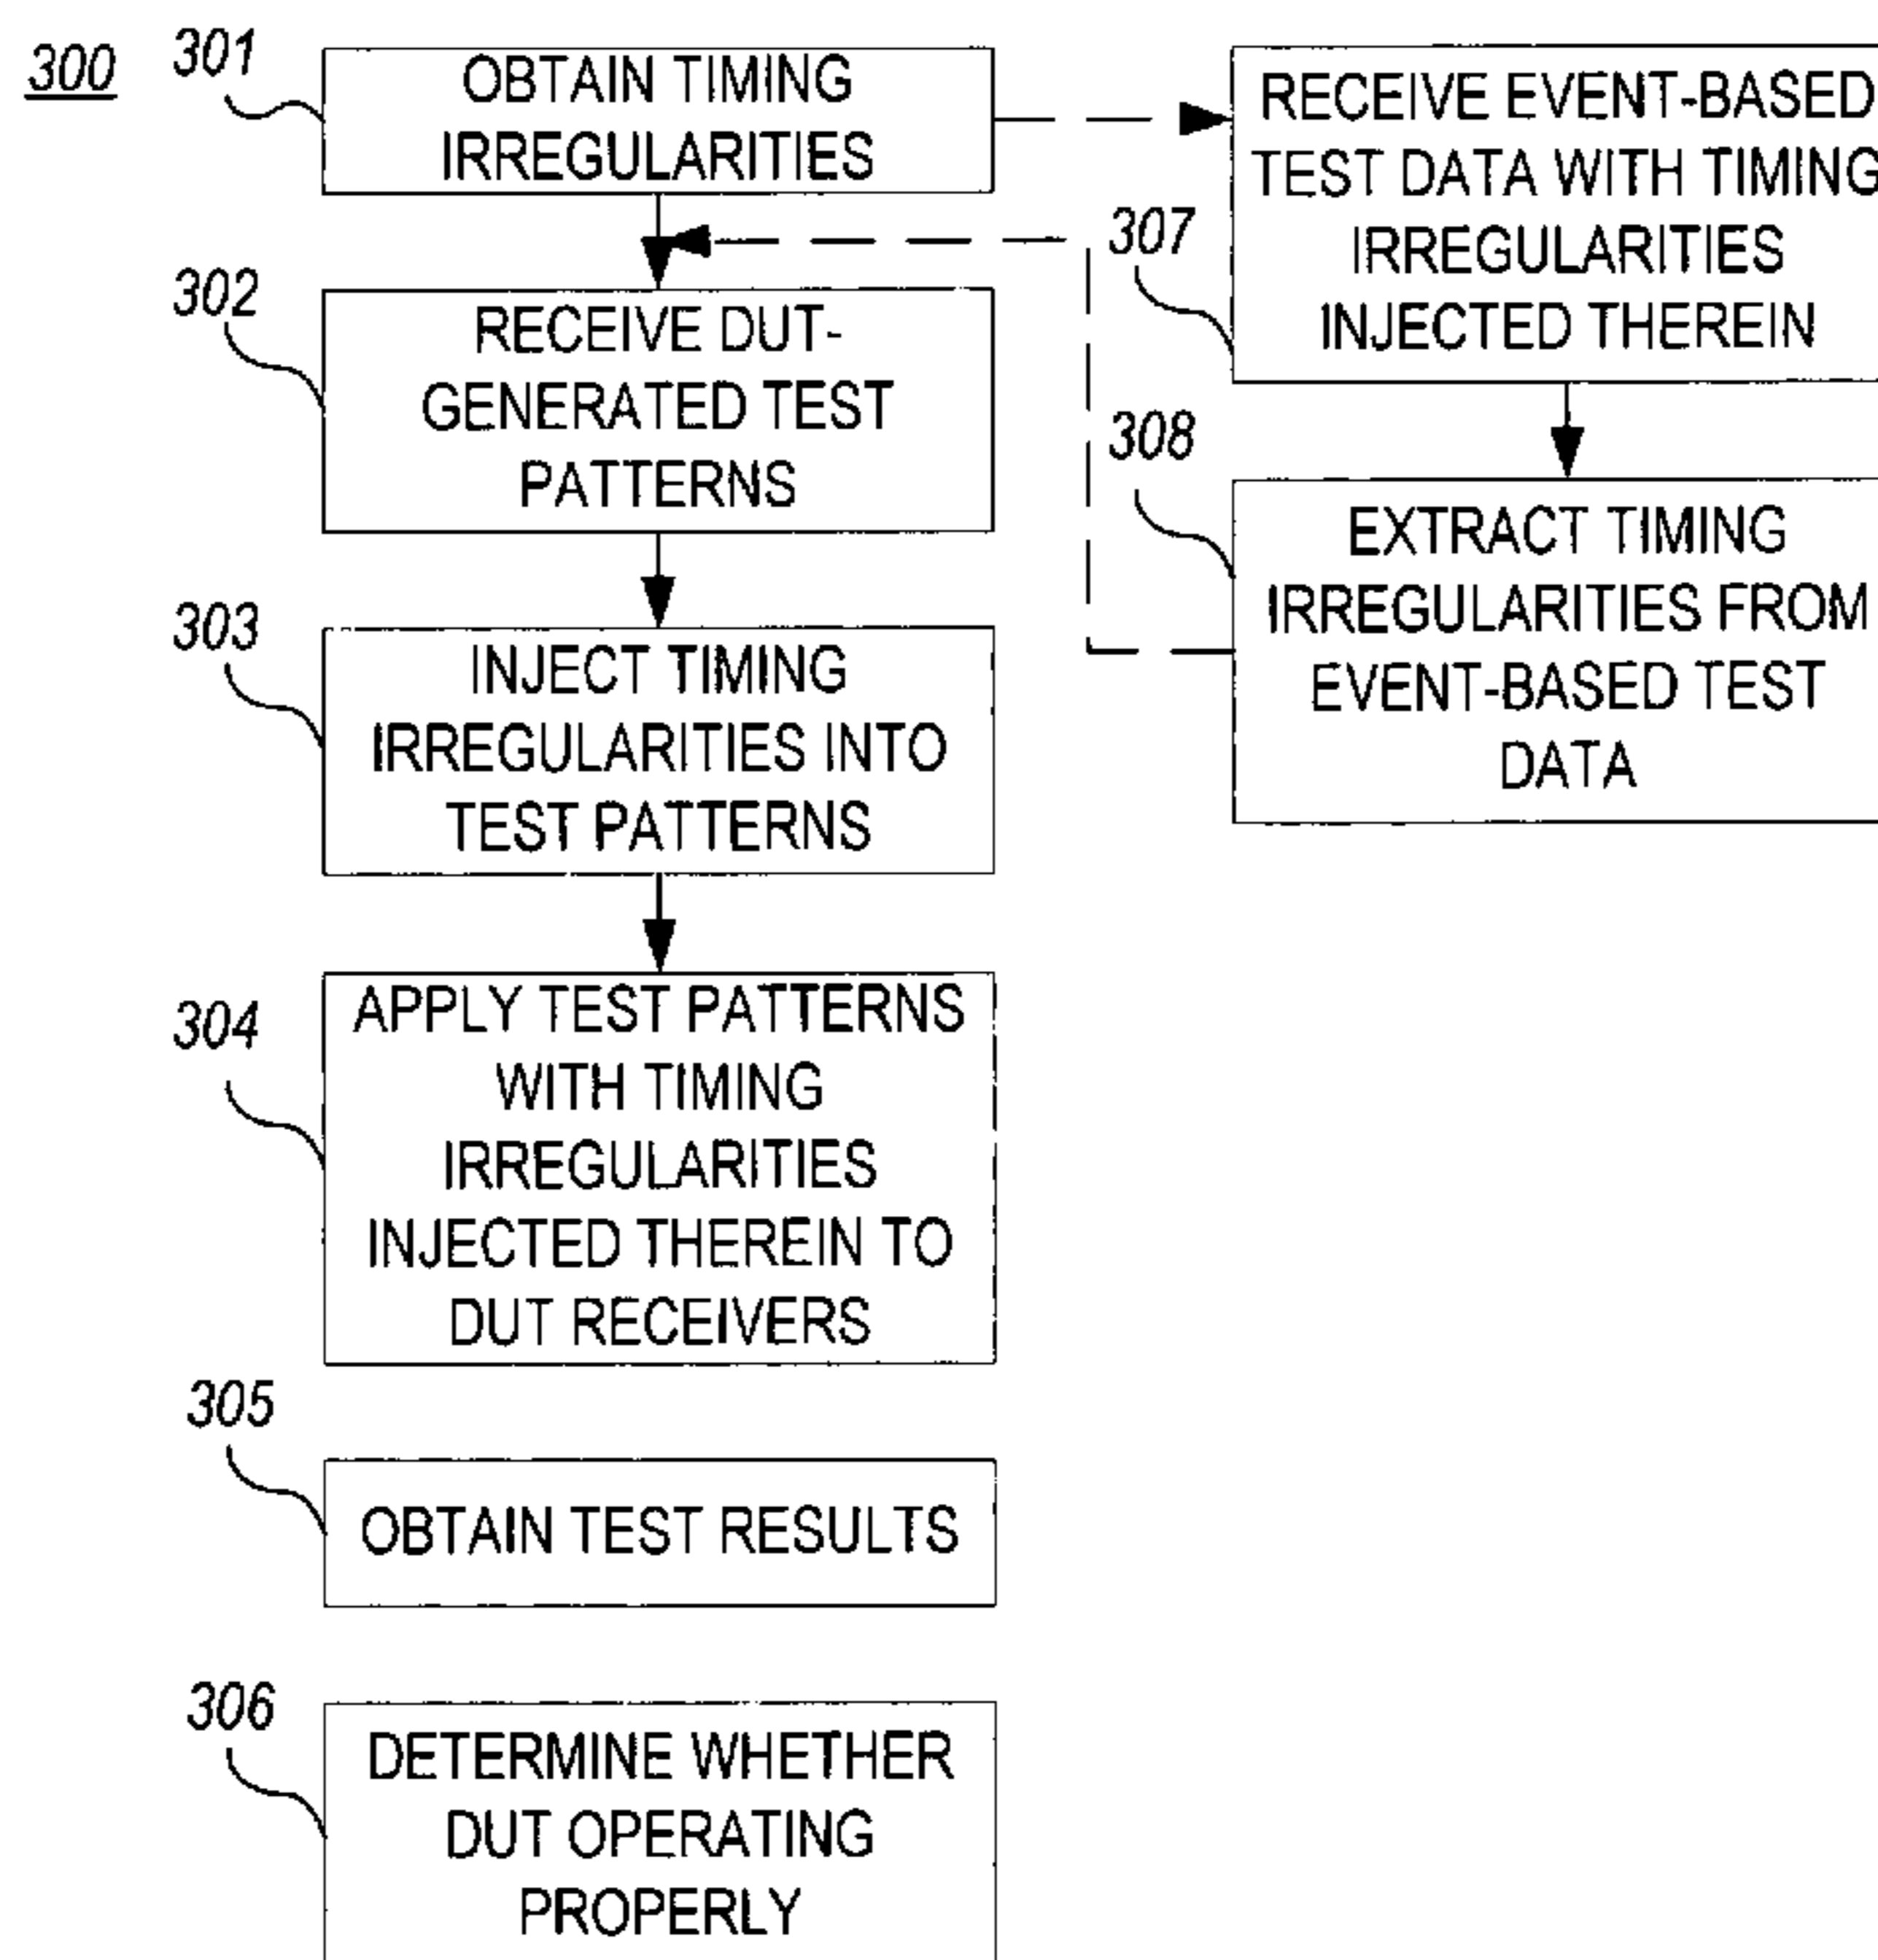 300
301
OBTAIN TIMING
IRREGULARITIES
302
RECEIVE DUT-
GENERATED TEST
PATTERNS
303
INJECT TIMING
IRREGULARITIES INTO
TEST PATTERNS
304
APPLY TEST PATTERNS
WITH TIMING
IRREGULARITIES
INJECTED THEREIN TO
DUT RECEIVERS
305
OBTAIN TEST RESULTS
306
DETERMINE WHETHER
DUT OPERATING
PROPERLY
307
RECEIVE EVENT-BASED
TEST DATA WITH TIMING
IRREGULARITIES
INJECTED THEREIN
308
EXTRACT TIMING
IRREGULARITIES FROM
EVENT-BASED TEST
DATA